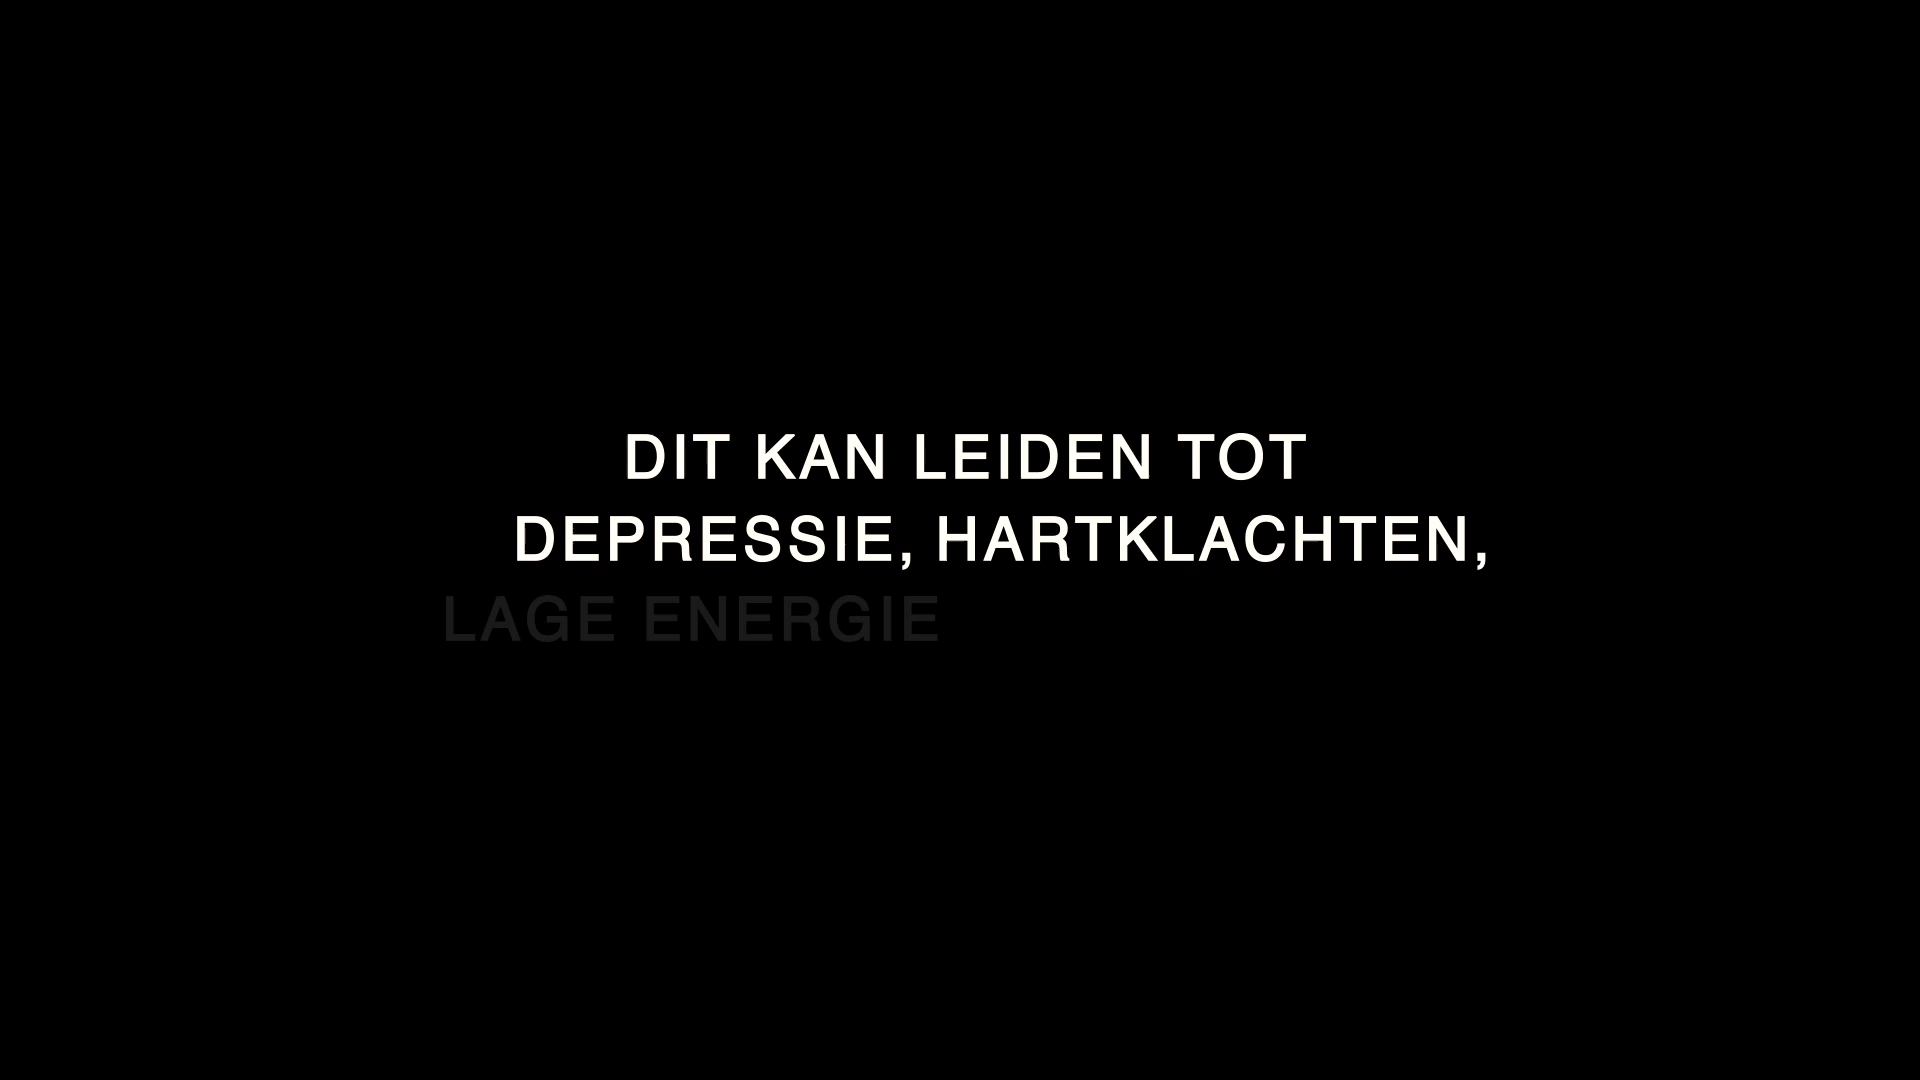 DIT KAN LEIDEN TOT
DEPRESSIE, HARTKLACHTEN,
LAGE ENERGIE